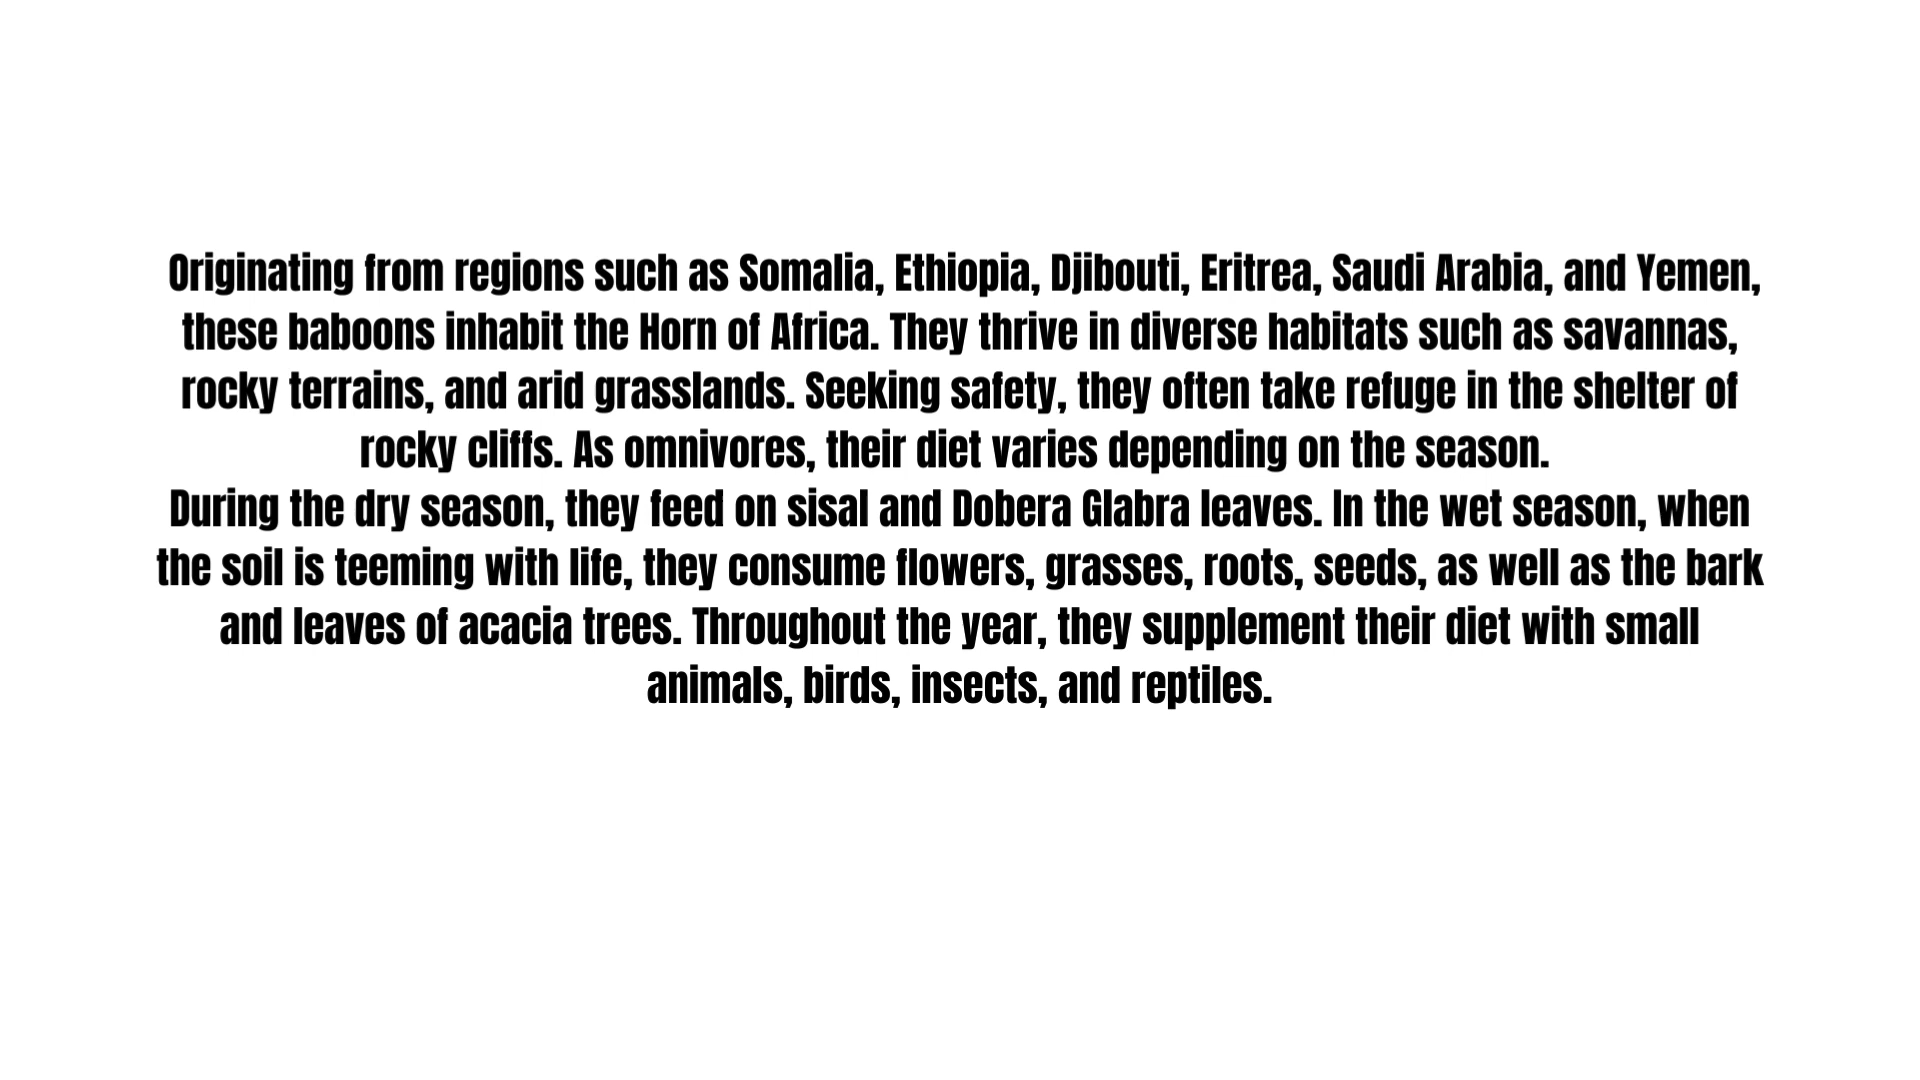 Originating from regions such as Somalia, Ethiopia, Djibouti, Eritrea, Saudi Arabia, and Yemen,
these baboons inhabit the Horn of Africa. They thrive in diverse habitats such as savannas,
rocky terrains, and arid grasslands. Seeking safety, they often take refuge in the shelter of
rocky cliffs. As omnivores, their diet varies depending on the season.
During the dry season, they feed on sisal and Dobera Glabra leaves. In the wet season, when
the soil is teeming with life, they consume flowers, grasses, roots, seeds, as well as the bark
and leaves of acacia trees. Throughout the year, they supplement their diet with small
animals, birds, insects, and reptiles.